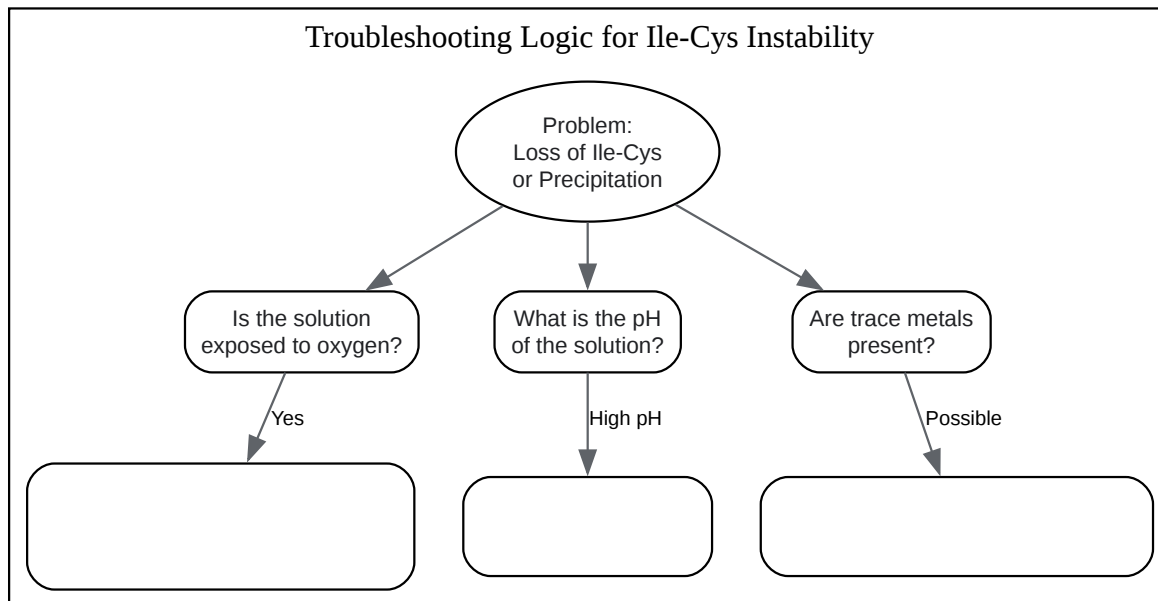 Troubleshooting Logic for Ile-Cys Instability
Problem:
Loss of Ile-Cys
or Precipitation
Is the solution
exposed to oxygen?
What is the pH
of the solution?
Are trace metals
present?
Yes
High pH
Possible